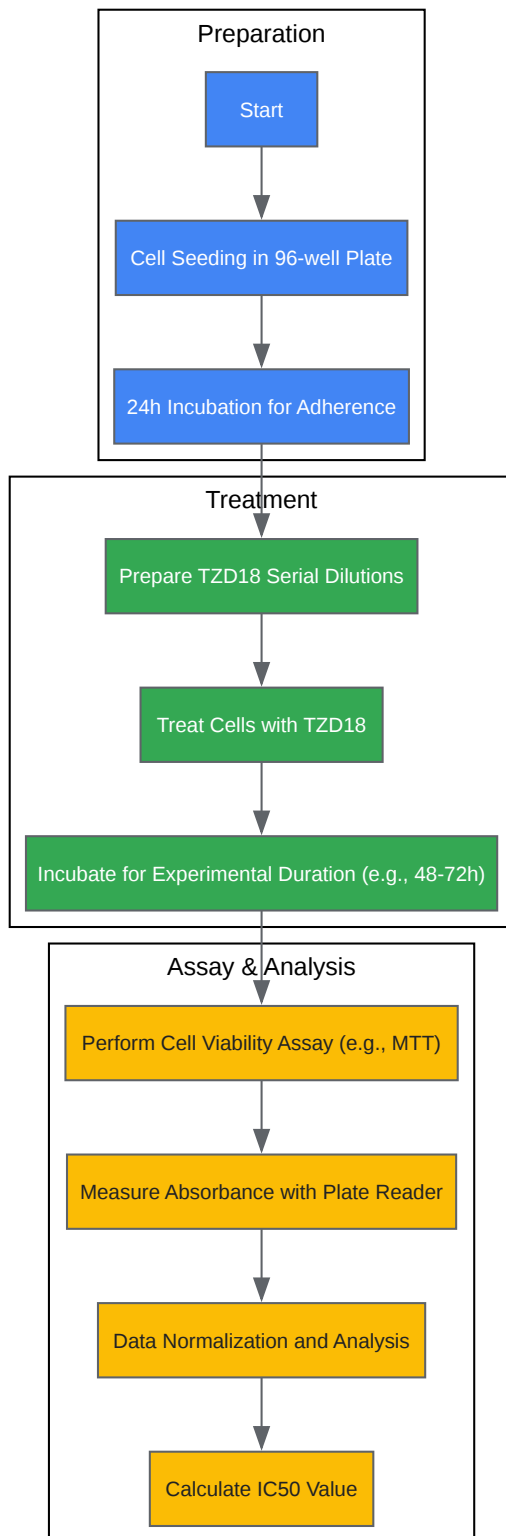 Preparation
Start
Cell Seeding in 96-well Plate
24h Incubation for Adherence
Treatment
Prepare TZD18 Serial Dilutions
Treat Cells with TZD18
Incubate for Experimental Duration (e.g., 48-72h)
Assay & Analysis
Perform Cell Viability Assay (e.g., MTT)
Measure Absorbance with Plate Reader
Data Normalization and Analysis
Calculate IC50 Value